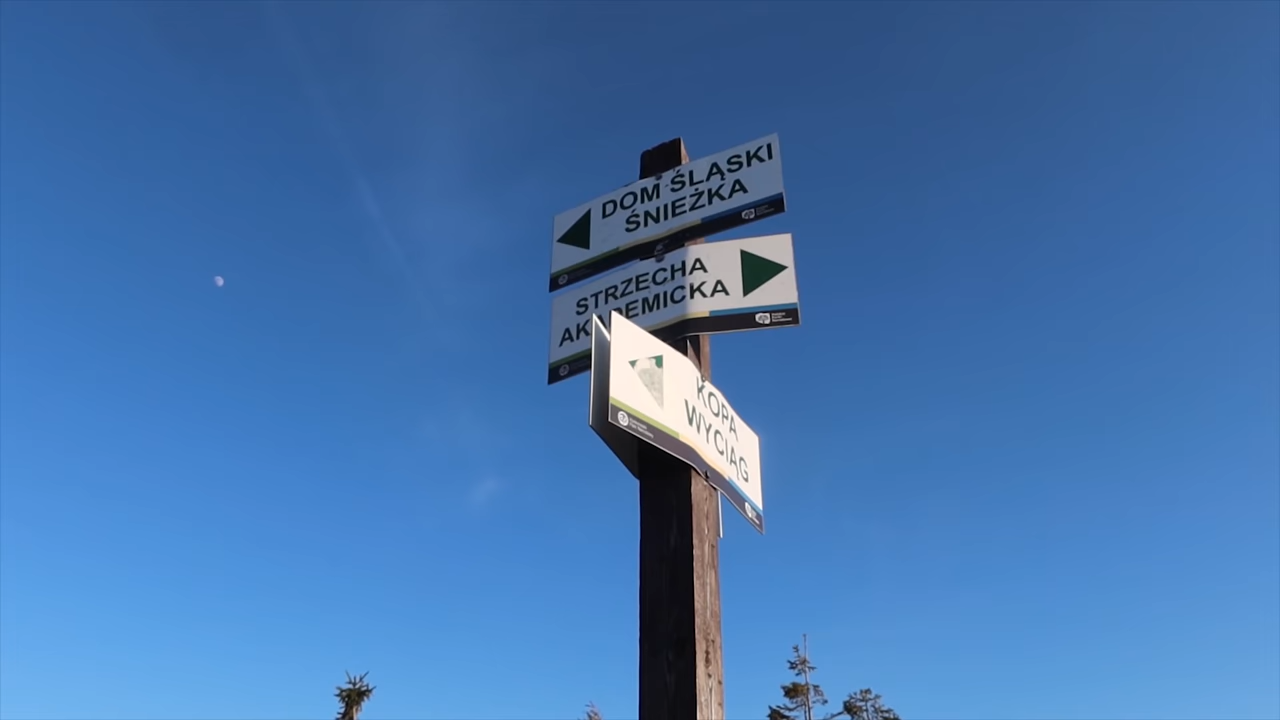 DOM ŚLĄSKI
ŚNIEŻKA
STRZECHA
AKADEMICKA
KOPA
WYCIĄG